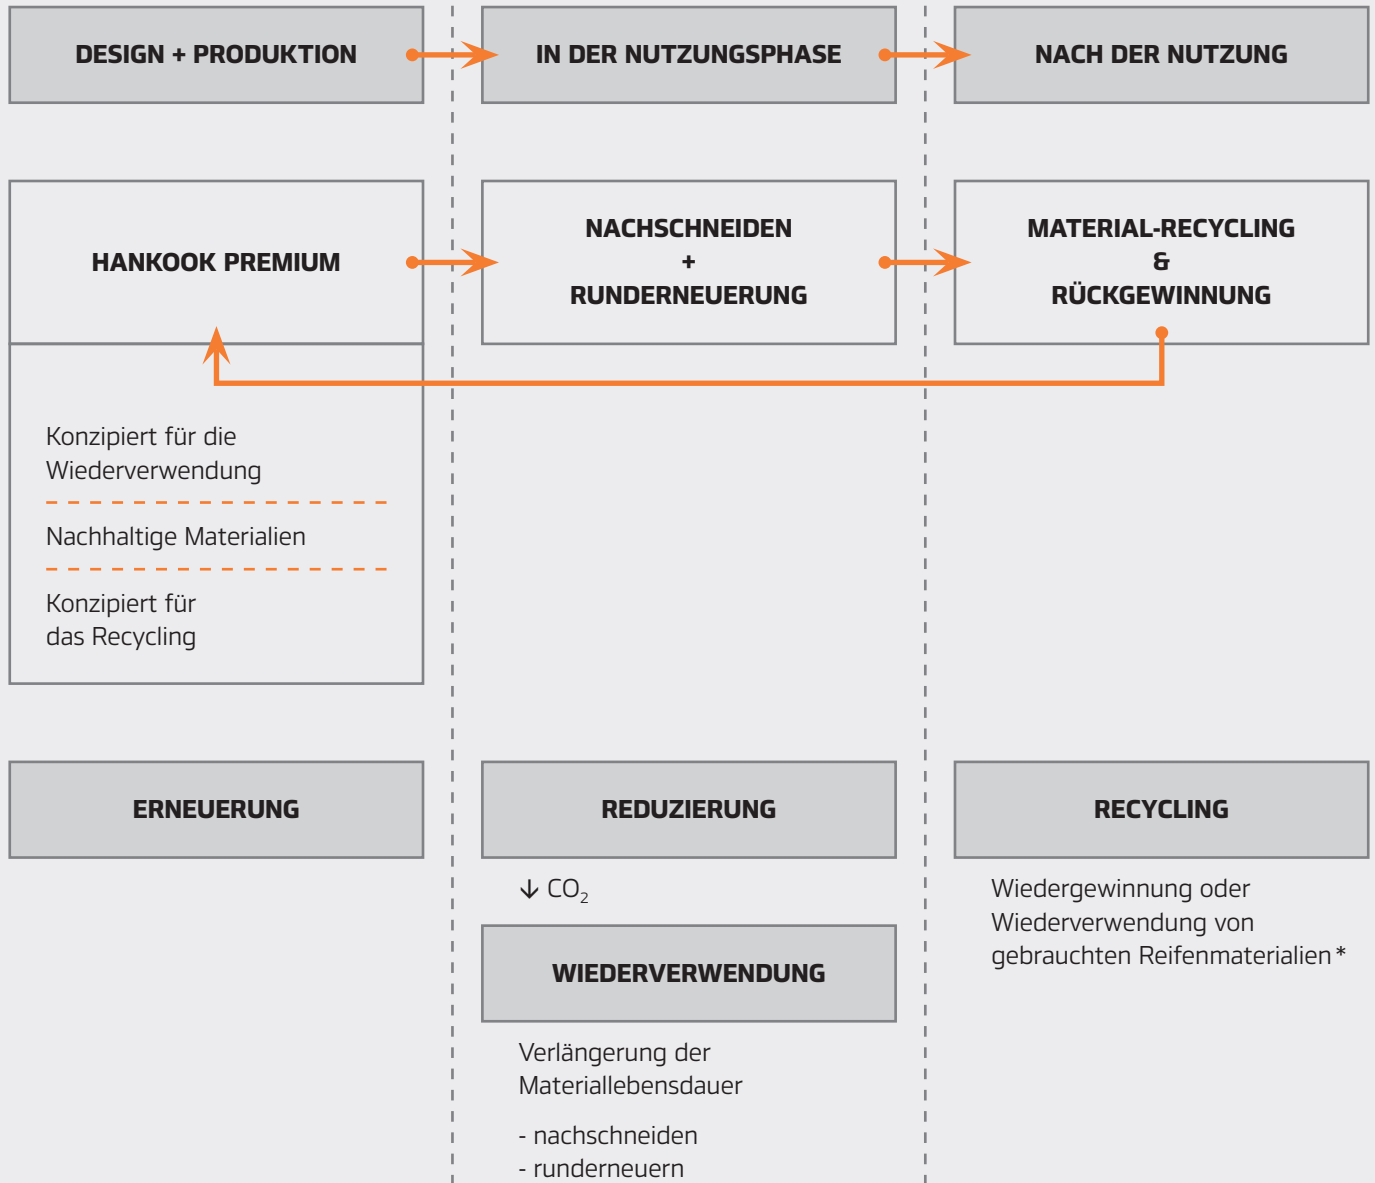 DESIGN + PRODUKTION
IN DER NUTZUNGSPHASE
NACH DER NUTZUNG
HANKOOK PREMIUM
NACHSCHNEIDEN
+
RUNDERNEUERUNG
MATERIAL-RECYCLING
&
RÜCKGEWINNUNG
Konzipiert für die
Wiederverwendung
Nachhaltige Materialien
Konzipiert für
das Recycling
ERNEUERUNG
REDUZIERUNG
↓ CO₂
WIEDERVERWENDUNG
Verlängerung der
Materiallebensdauer
- nachschneiden
- runderneuern
RECYCLING
Wiedergewinnung oder
Wiederverwendung von
gebrauchten Reifenmaterialien*